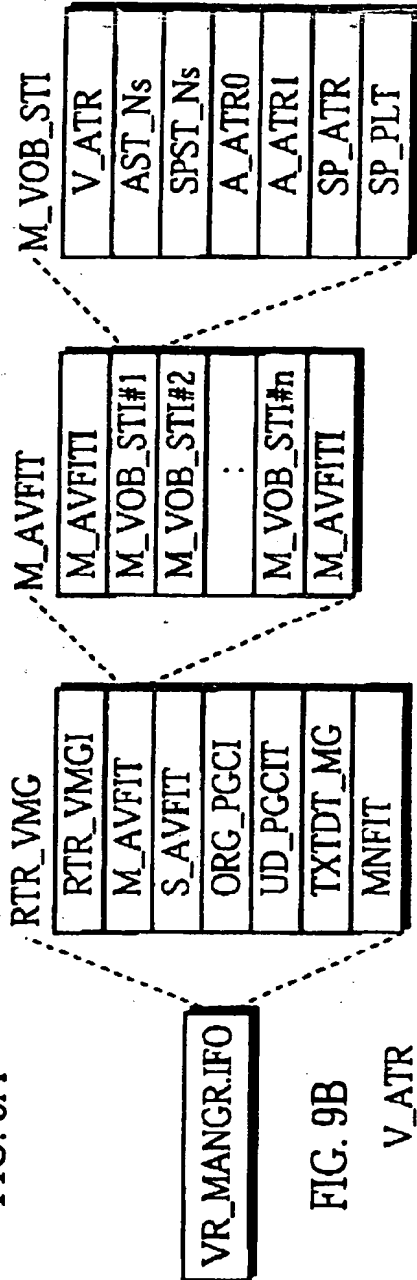 VR_MANGR.IFO
RTR_VMG
RTR_VMGI
M_AVFIT
S_AVFIT
ORG_PGCI
UD_PGCIT
TXTDT_MG
MNFIT
M_AVFIT
M_AVFITI
M_VOB_STI#1
M_VOB_STI#2
:
M_VOB_STI#n
M_AVFITI
M_VOB_STI
V_ATR
AST_Ns
SPST_Ns
A_ATR0
A_ATR1
SP_ATR
SP_PLT
FIG. 9B
V_ATR